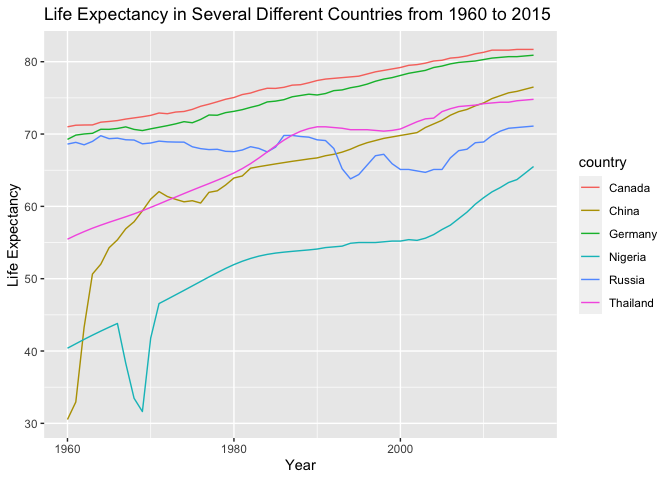 Life Expectancy in Several Different Countries from 1960 to 2015
80
70
60
50
40
30
Life Expectancy
1960
1980
2000
Year
country
Canada
China
Germany
Nigeria
Russia
Thailand